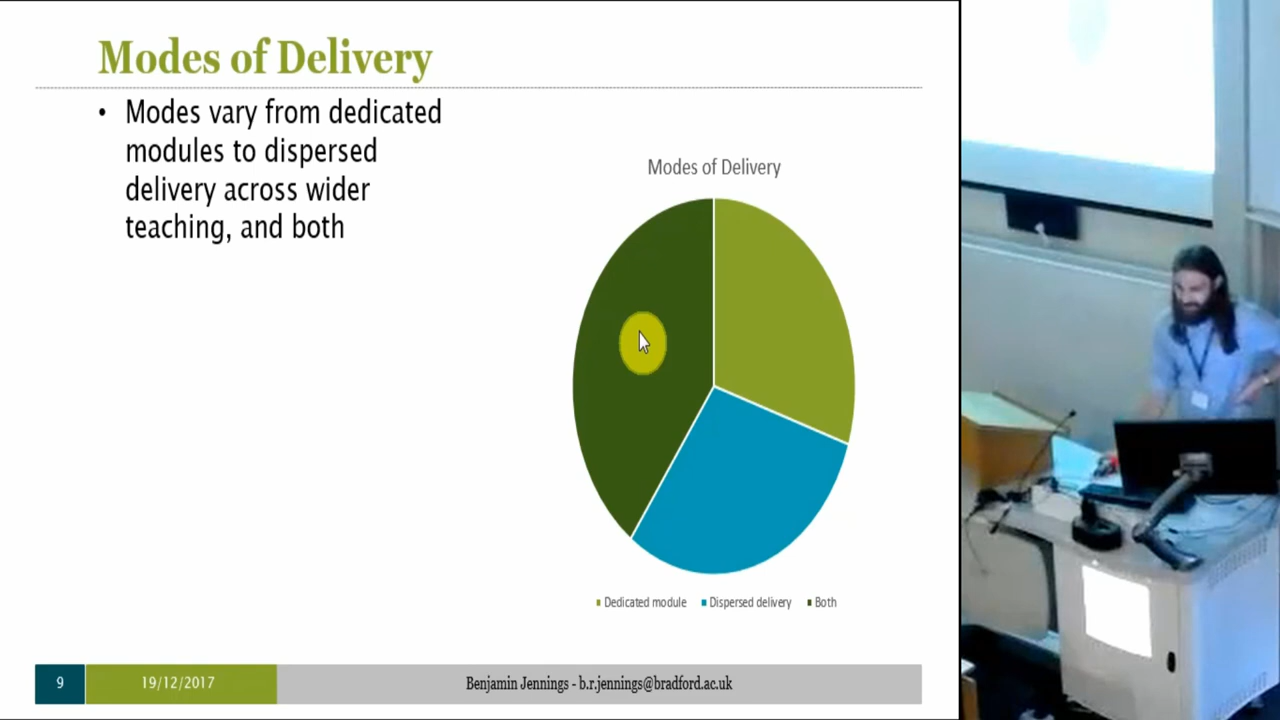 Modes of Delivery
• Modes vary from dedicated
modules to dispersed
delivery across wider
teaching, and both
Modes of Delivery
Dedicated module Dispersed delivery Both
9 19/12/2017 Benjamin Jennings - b.r.jennings@bradford.ac.uk